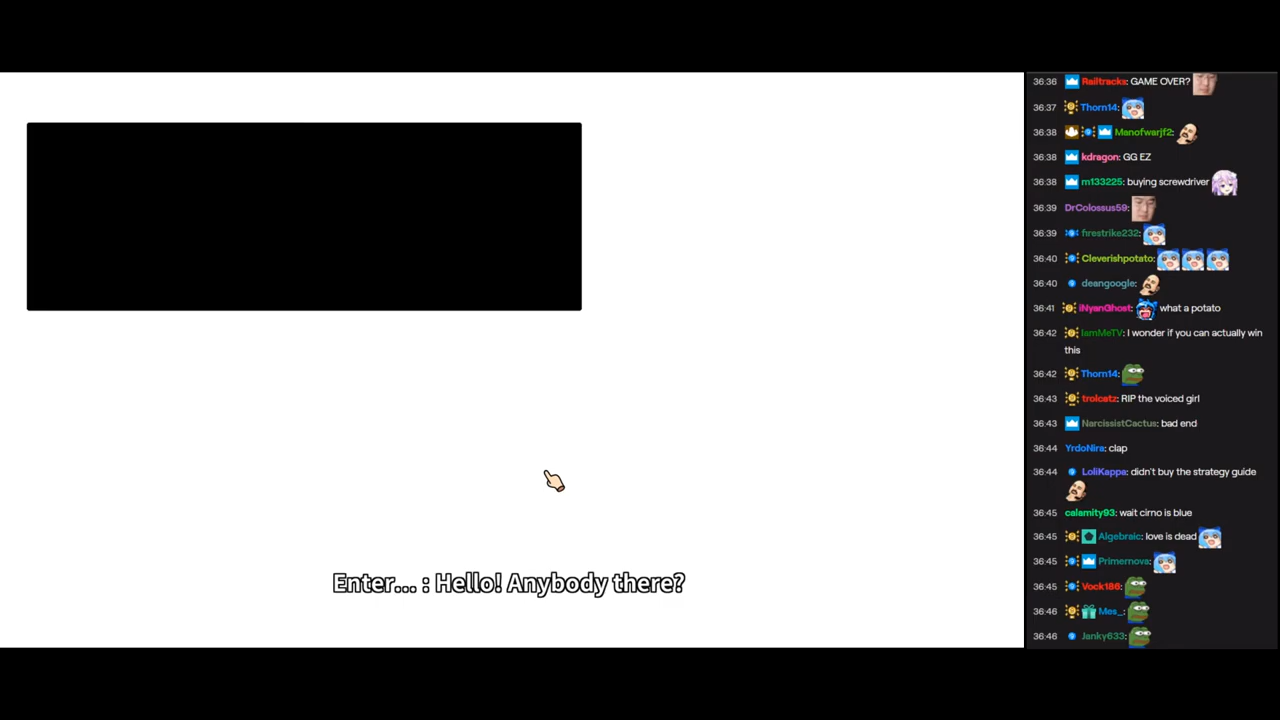 Enter... : Hello! Anybody there?
36:36 Railtracks: GAME OVER?
36:37 Thorn14:
36:38 Manofwarjf2:
36:38 kdragon: GG EZ
36:38 m133225: buying screwdriver
36:39 DrColossus59:
36:39 firestrike232:
36:40 Cleverishpotato:
36:40 deangoogle:
36:41 iNyanGhost: what a potato
36:42 IamMeTV: I wonder if you can actually win
this
36:42 Thorn14:
36:43 trolcatz: RIP the voiced girl
36:43 NarcissistCactus: bad end
36:44 YrdoNira: clap
36:44 LoliKappa: didn't buy the strategy guide
36:45 calamity93: wait cirno is blue
36:45 Algebraic: love is dead
36:45 Primernova:
36:45 Vock186:
36:46 Mes_:
36:46 Janky633: